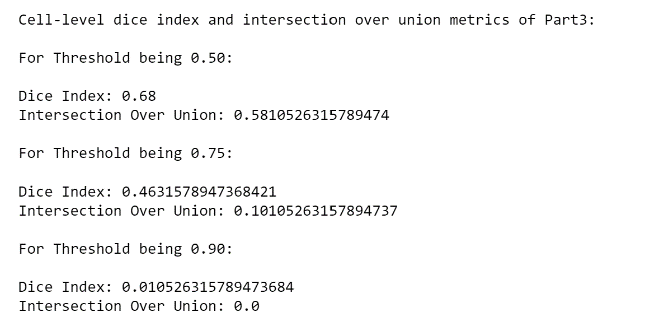 Cell-level dice index and intersection over union metrics of Part3:
For Threshold being 0.50:
Dice Index: 0.68
Intersection Over Union: 0.5810526315789474
For Threshold being 0.75:
Dice Index: 0.4631578947368421
Intersection Over Union: 0.10105263157894737
For Threshold being 0.90:
Dice Index: 0.010526315789473684
Intersection Over Union: 0.0